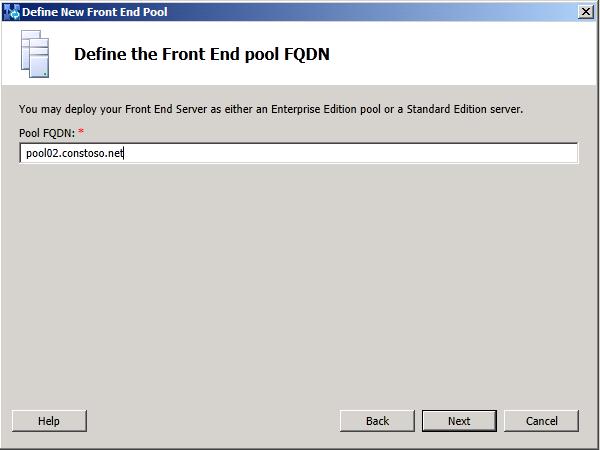 Define New Front End Pool
Define the Front End pool FQDN
You may deploy your Front End Server as either an Enterprise Edition pool or a Standard Edition server.
Pool FQDN: *
pool02.constoso.net
Help
Back
Next
Cancel